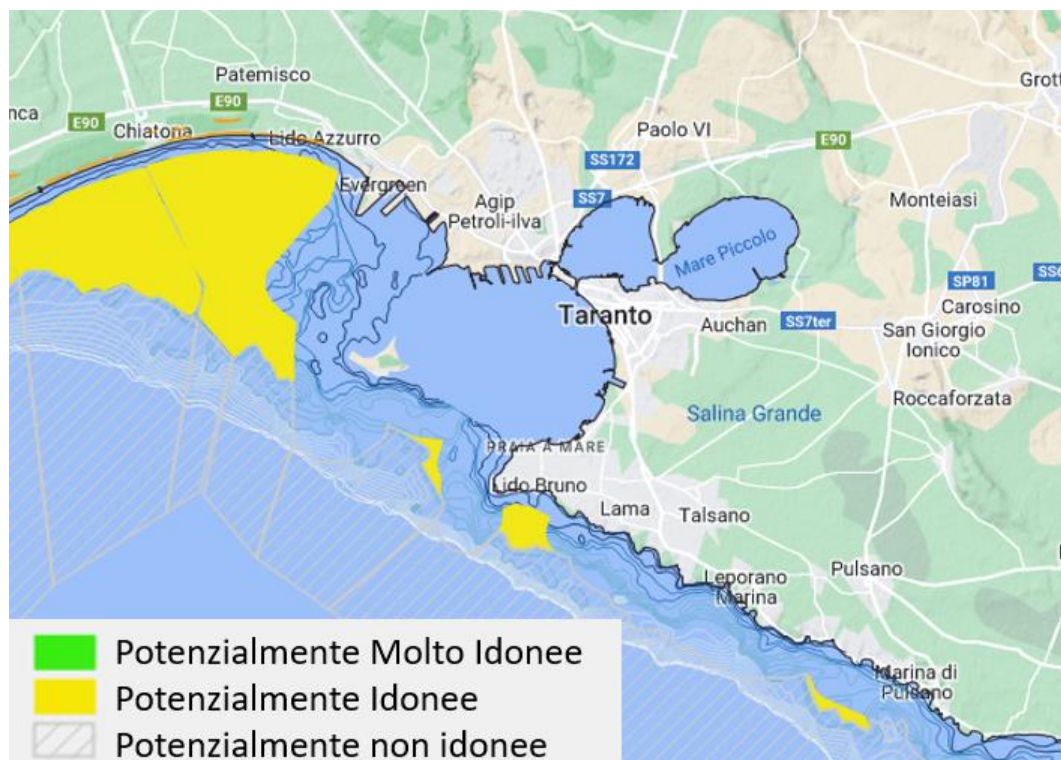 Patemisco
Grott
nca
E90
E90
Chiatona
Lido Azzurro
Paolo VI
E90
SS172
Evergreen
Agip
Petroli-ilva
SS7
Monteiasi
Mare Piccolo
SS6
SP81
Carosino
Taranto
Auchan
SS7ter
San Giorgio
Ionico
Roccaforzata
Salina Grande
PRAIA A MARE
Lido Bruno
Lama
Talsano
Leporano
Marina
Pulsano
Marina di
Pulsano
Potenzialmente Molto Idonee
Potenzialmente Idonee
Potenzialmente non idonee